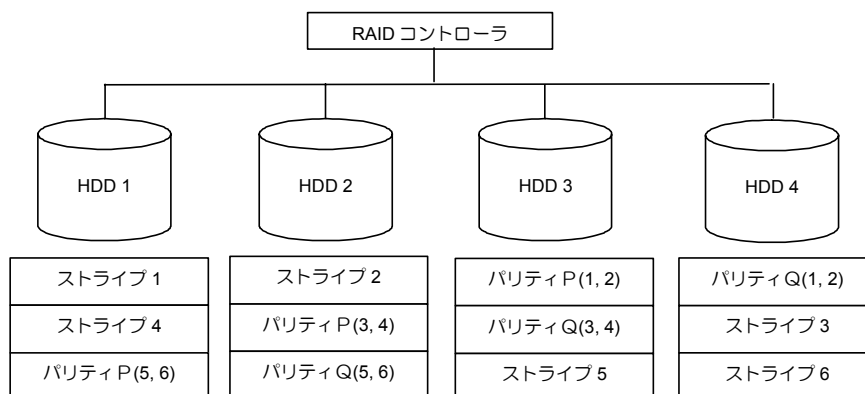 RAID コントローラ
HDD 1
HDD 2
HDD 3
HDD 4
ストライプ 1
ストライプ 2
パリティ P(1, 2)
パリティ Q(1, 2)
ストライプ 4
パリティ P(3, 4)
パリティ Q(3, 4)
ストライプ 3
パリティ P(5, 6)
パリティ Q(5, 6)
ストライプ 5
ストライプ 6